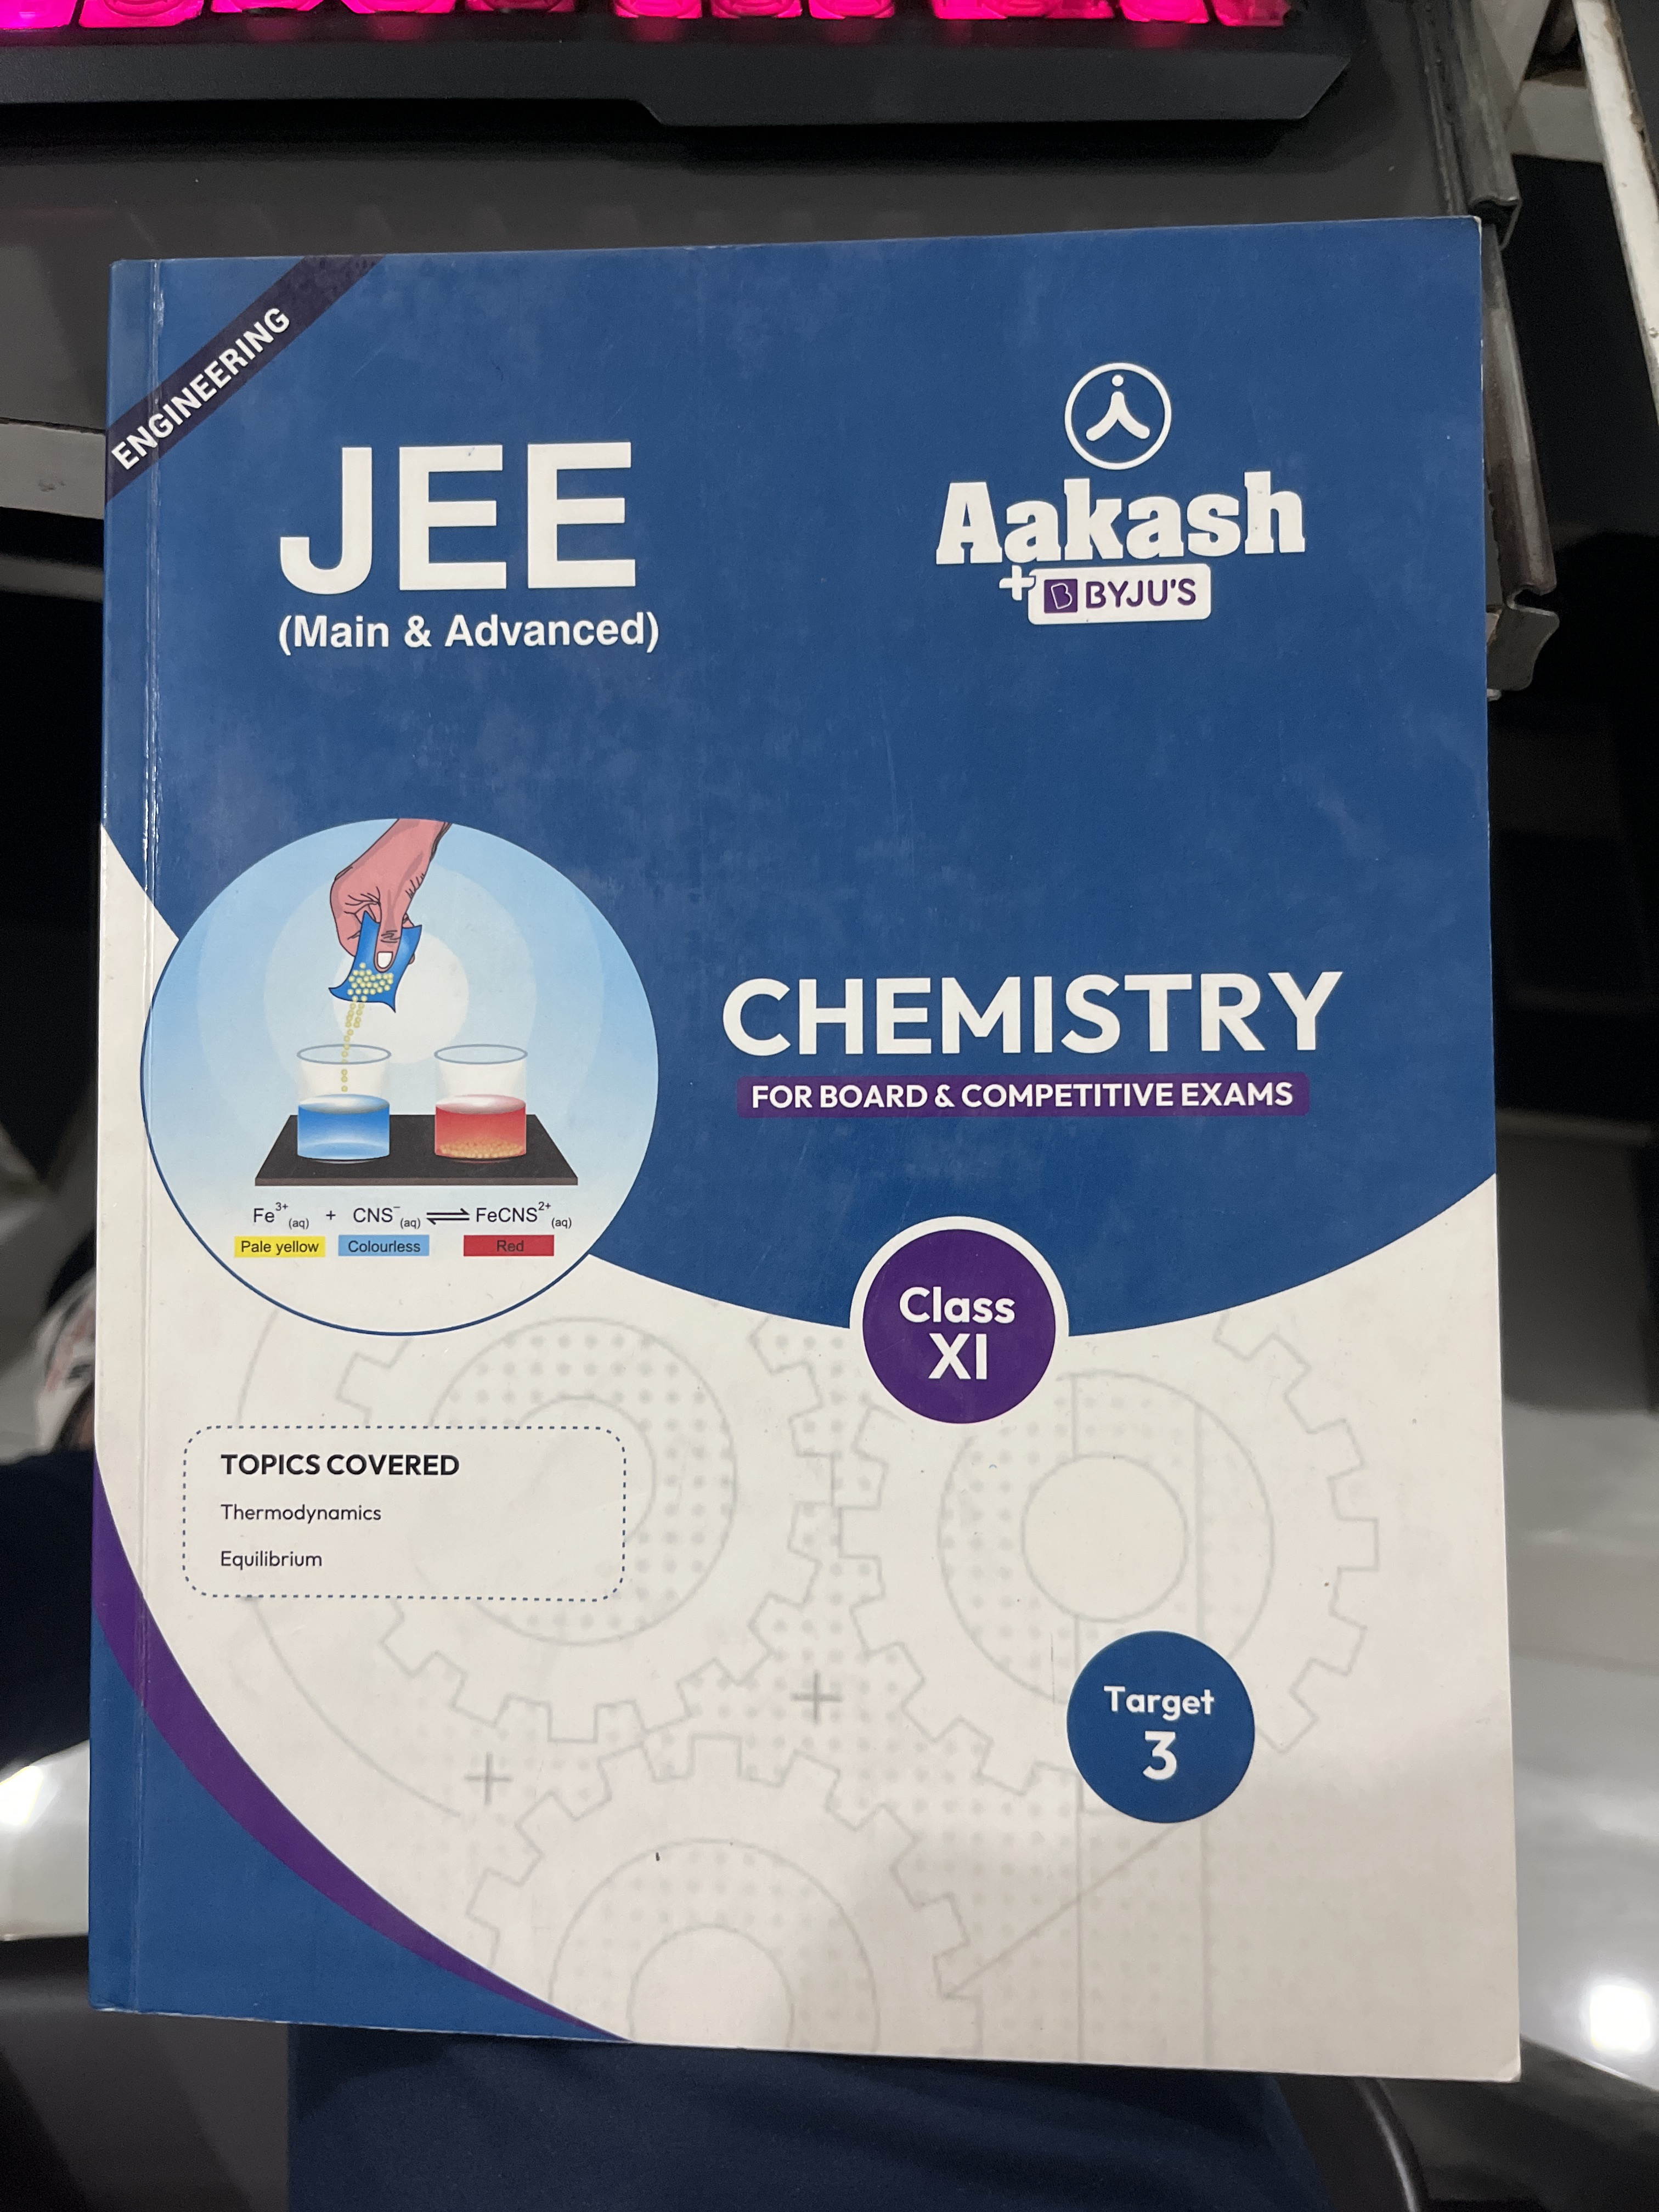 ENGINEERING
JEE
(Main & Advanced)
Aakash
+ B BYJU'S
CHEMISTRY
FOR BOARD & COMPETITIVE EXAMS
Fe³⁺(aq) + CNS⁻(aq) ⇌ FeCNS²⁺(aq)
Pale yellow Colourless Red
Class
XI
TOPICS COVERED
Thermodynamics
Equilibrium
Target
3